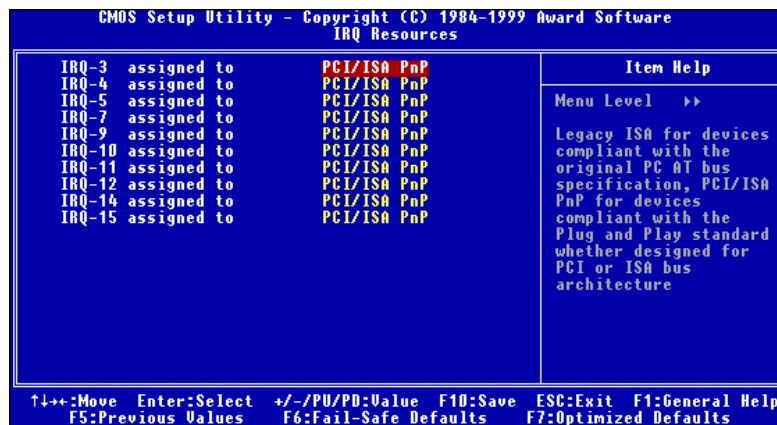 CMOS Setup Utility - Copyright (C) 1984-1999 Award Software
IRQ Resources
IRQ-3 assigned to PCI/ISA PnP
IRQ-4 assigned to PCI/ISA PnP
IRQ-5 assigned to PCI/ISA PnP
IRQ-7 assigned to PCI/ISA PnP
IRQ-9 assigned to PCI/ISA PnP
IRQ-10 assigned to PCI/ISA PnP
IRQ-11 assigned to PCI/ISA PnP
IRQ-12 assigned to PCI/ISA PnP
IRQ-14 assigned to PCI/ISA PnP
IRQ-15 assigned to PCI/ISA PnP
Item Help
Menu Level ▸▸
Legacy ISA for devices
compliant with the
original PC AT bus
specification, PCI/ISA
PnP for devices
compliant with the
Plug and Play standard
whether designed for
PCI or ISA bus
architecture
↑↓→←:Move Enter:Select +/-/PU/PD:Value F10:Save ESC:Exit F1:General Help
F5:Previous Values F6:Fail-Safe Defaults F7:Optimized Defaults